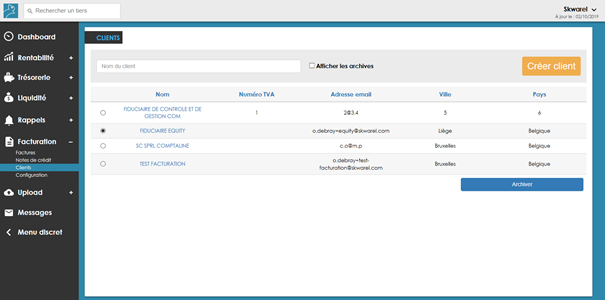 Rechercher un tiers
Skwarel
A jour le : 02/10/2019
Dashboard
Rentabilité +
Trésorerie +
Liquidité +
Rappels +
Facturation −
Factures
Notes de crédit
Clients
Configuration
Upload +
Messages
Menu discret
CLIENTS
Nom du client
Afficher les archives
Créer client
Nom Numéro TVA Adresse email Ville Pays
FIDUCIAIRE DE CONTROLE ET DE
GESTION COM 1 2@3.4 5 6
FIDUCIAIRE EQUITY o.debray+equity@skwarel.com Liège Belgique
SC SPRL COMPTALINE c.o@m.p Bruxelles Belgique
TEST FACTURATION o.debray+test-
facturation@skwarel.com Bruxelles Belgique
Archiver